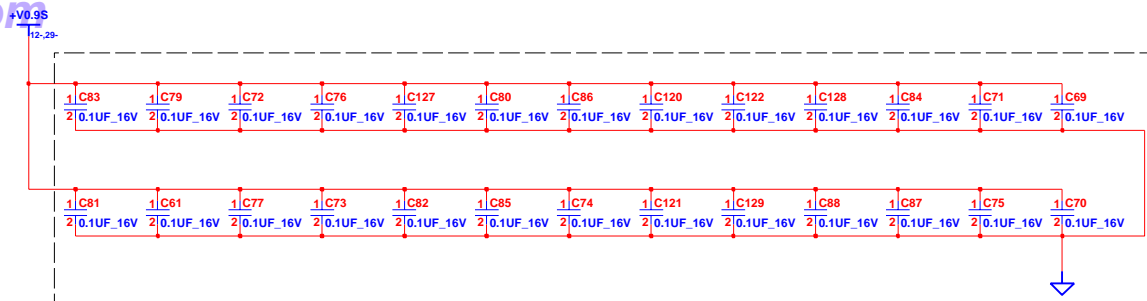 om
+V0.9S
12-,29-
1 C83 1 C79 1 C72 1 C76 1 C127 1 C80 1 C86 1 C120 1 C122 1 C128 1 C84 1 C71 1 C69
2 0.1UF_16V 2 0.1UF_16V 2 0.1UF_16V 2 0.1UF_16V 2 0.1UF_16V 2 0.1UF_16V 2 0.1UF_16V 2 0.1UF_16V 2 0.1UF_16V 2 0.1UF_16V 2 0.1UF_16V 2 0.1UF_16V 2 0.1UF_16V
1 C81 1 C61 1 C77 1 C73 1 C82 1 C85 1 C74 1 C121 1 C129 1 C88 1 C87 1 C75 1 C70
2 0.1UF_16V 2 0.1UF_16V 2 0.1UF_16V 2 0.1UF_16V 2 0.1UF_16V 2 0.1UF_16V 2 0.1UF_16V 2 0.1UF_16V 2 0.1UF_16V 2 0.1UF_16V 2 0.1UF_16V 2 0.1UF_16V 2 0.1UF_16V